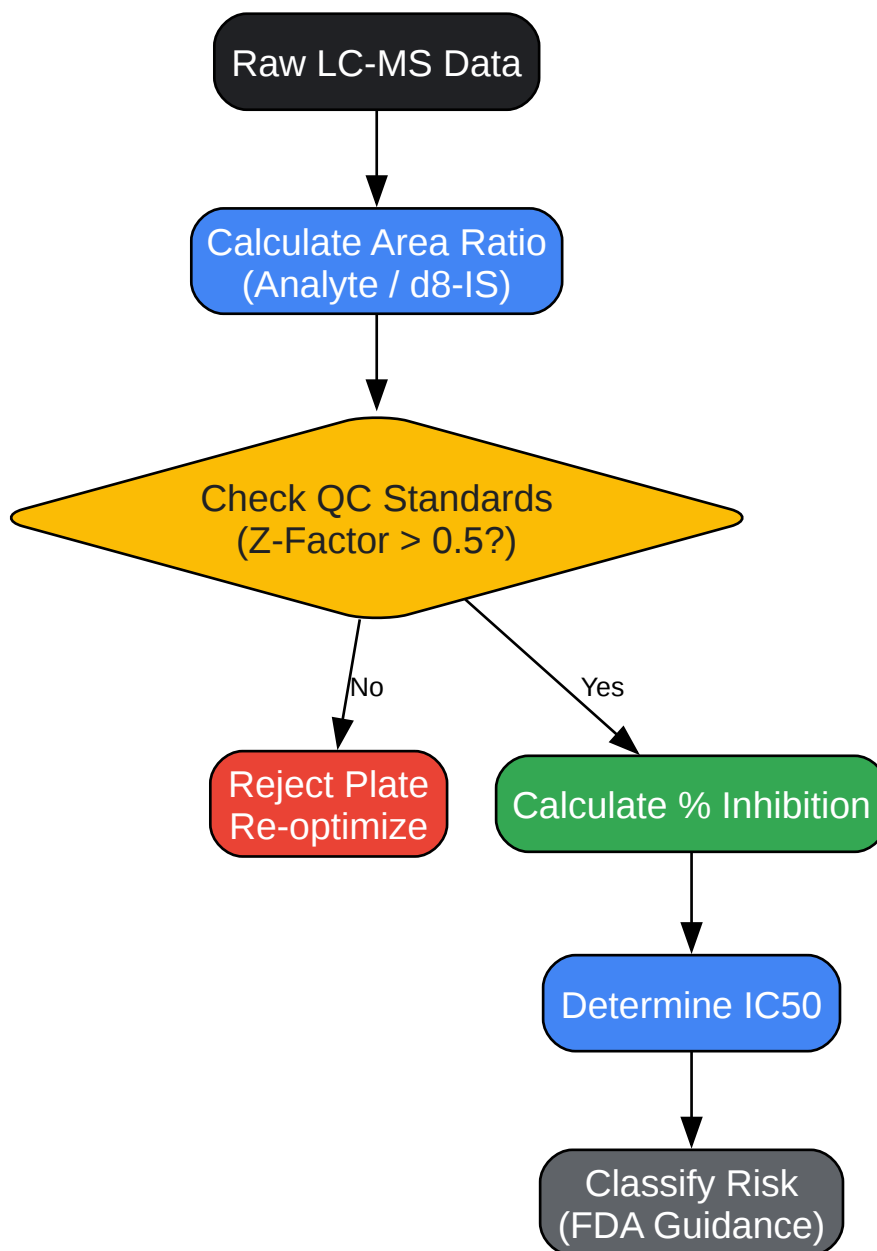 Raw LC-MS Data
Calculate Area Ratio
(Analyte / d8-IS)
Check QC Standards
(Z-Factor > 0.5?)
No
Yes
Reject Plate
Re-optimize
Calculate % Inhibition
Determine IC50
Classify Risk
(FDA Guidance)